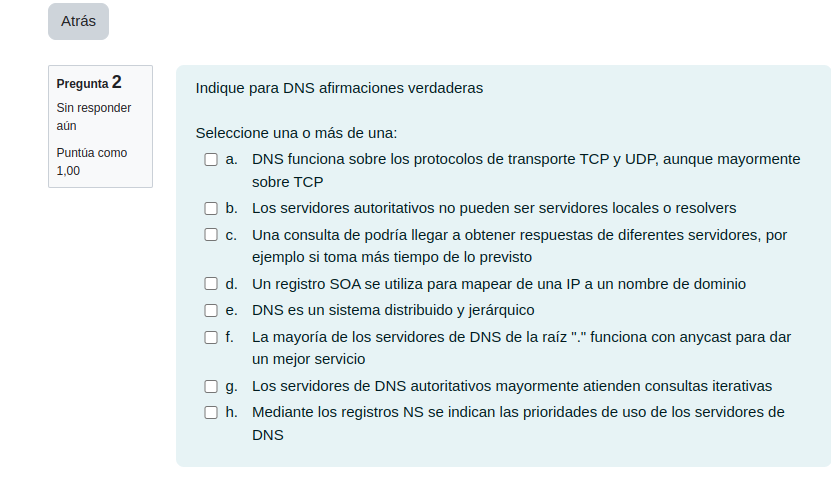 Atrás
Pregunta 2
Sin responder
aún
Puntúa como
1,00
Indique para DNS afirmaciones verdaderas
Seleccione una o más de una:
a. DNS funciona sobre los protocolos de transporte TCP y UDP, aunque mayormente
sobre TCP
b. Los servidores autoritativos no pueden ser servidores locales o resolvers
c. Una consulta de podría llegar a obtener respuestas de diferentes servidores, por
ejemplo si toma más tiempo de lo previsto
d. Un registro SOA se utiliza para mapear de una IP a un nombre de dominio
e. DNS es un sistema distribuido y jerárquico
f. La mayoría de los servidores de DNS de la raíz "." funciona con anycast para dar
un mejor servicio
g. Los servidores de DNS autoritativos mayormente atienden consultas iterativas
h. Mediante los registros NS se indican las prioridades de uso de los servidores de
DNS